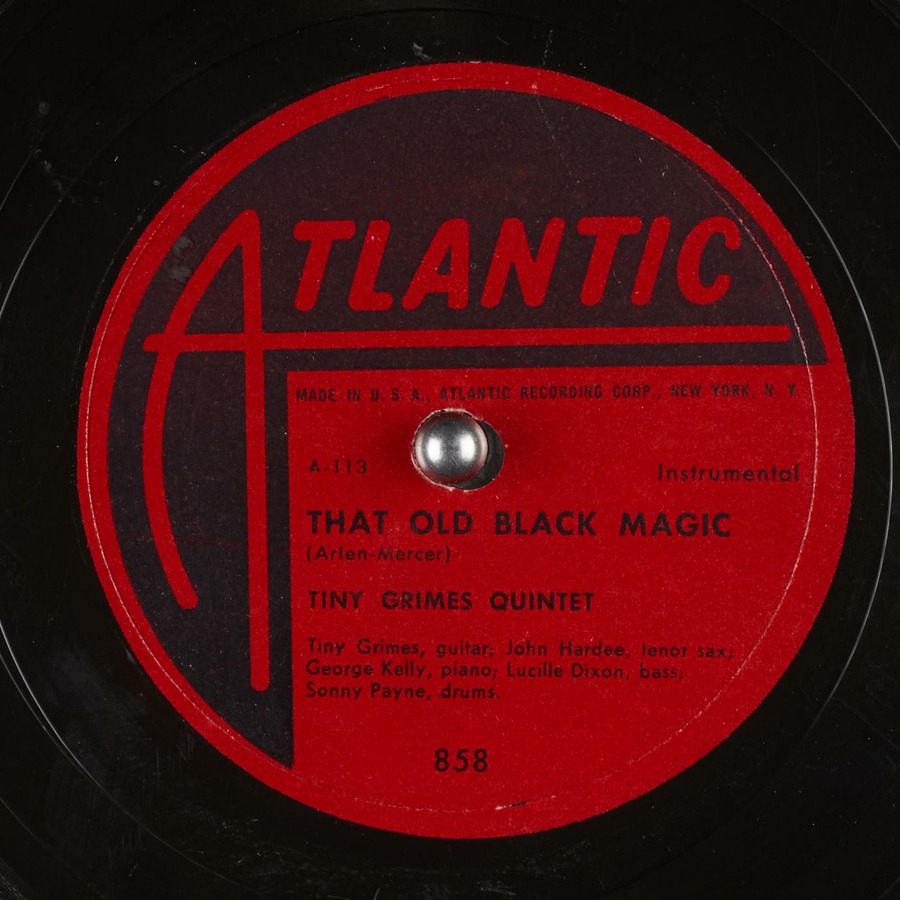 ATLANTIC
MADE IN U. S. A., ATLANTIC RECORDING CORP., NEW YORK, N. Y.
A-113
Instrumental
THAT OLD BLACK MAGIC
(Arlen-Mercer)
TINY GRIMES QUINTET
Tiny Grimes, guitar; John Hardee, tenor sax;
George Kelly, piano; Lucille Dixon, bass;
Sonny Payne, drums.
858